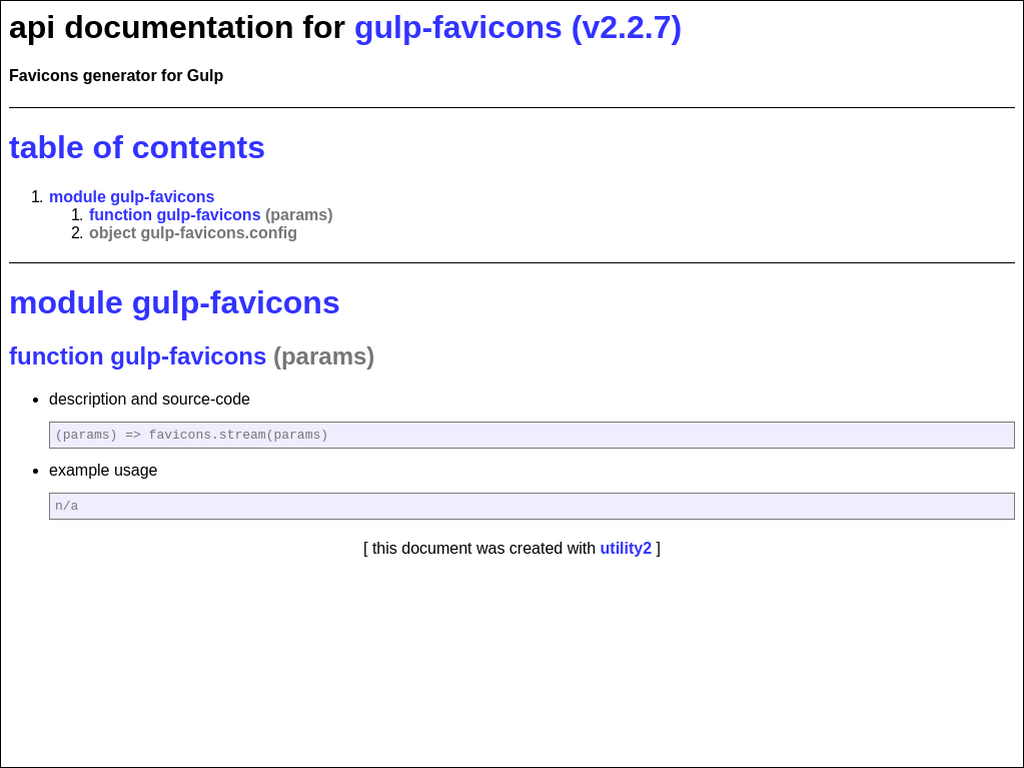 api documentation for gulp-favicons (v2.2.7)
Favicons generator for Gulp
table of contents
1. module gulp-favicons
1. function gulp-favicons (params)
2. object gulp-favicons.config
module gulp-favicons
function gulp-favicons (params)
• description and source-code
(params) => favicons.stream(params)
• example usage
n/a
[ this document was created with utility2 ]